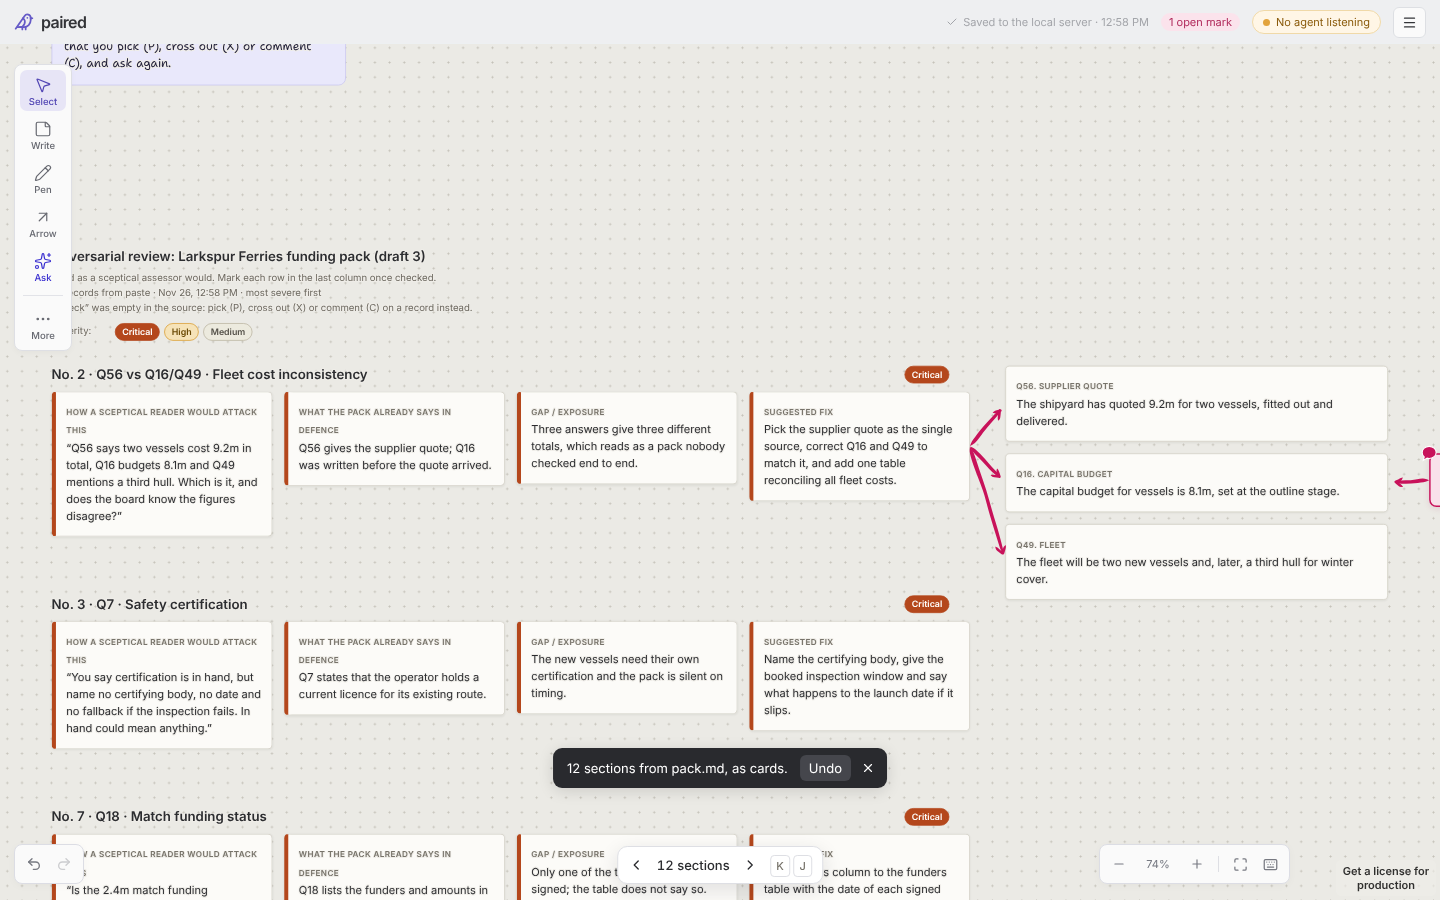 paired
Saved to the local server · 12:58 PM
1 open mark
No agent listening
that you pick (P), cross out (X) or comment
(C), and ask again.
Select
Write
Pen
Arrow
Ask
More
versarial review: Larkspur Ferries funding pack (draft 3)
as a sceptical assessor would. Mark each row in the last column once checked.
cords from paste · Nov 26, 12:58 PM · most severe first
eck" was empty in the source: pick (P), cross out (X) or comment (C) on a record instead.
erity:
Critical
High
Medium
No. 2 · Q56 vs Q16/Q49 · Fleet cost inconsistency
Critical
HOW A SCEPTICAL READER WOULD ATTACK
THIS
“Q56 says two vessels cost 9.2m in
total, Q16 budgets 8.1m and Q49
mentions a third hull. Which is it, and
does the board know the figures
disagree?”
WHAT THE PACK ALREADY SAYS IN
DEFENCE
Q56 gives the supplier quote; Q16
was written before the quote arrived.
GAP / EXPOSURE
Three answers give three different
totals, which reads as a pack nobody
checked end to end.
SUGGESTED FIX
Pick the supplier quote as the single
source, correct Q16 and Q49 to
match it, and add one table
reconciling all fleet costs.
Q56. SUPPLIER QUOTE
The shipyard has quoted 9.2m for two vessels, fitted out and
delivered.
Q16. CAPITAL BUDGET
The capital budget for vessels is 8.1m, set at the outline stage.
Q49. FLEET
The fleet will be two new vessels and, later, a third hull for winter
cover.
No. 3 · Q7 · Safety certification
Critical
HOW A SCEPTICAL READER WOULD ATTACK
THIS
“You say certification is in hand, but
name no certifying body, no date and
no fallback if the inspection fails. In
hand could mean anything.”
WHAT THE PACK ALREADY SAYS IN
DEFENCE
Q7 states that the operator holds a
current licence for its existing route.
GAP / EXPOSURE
The new vessels need their own
certification and the pack is silent on
timing.
SUGGESTED FIX
Name the certifying body, give the
booked inspection window and say
what happens to the launch date if it
slips.
12 sections from pack.md, as cards.
Undo
No. 7 · Q18 · Match funding status
Critical
W A SCEPTICAL READER WOULD ATTACK
S
“Is the 2.4m match funding
WHAT THE PACK ALREADY SAYS IN
DEFENCE
Q18 lists the funders and amounts in
GAP / EXPOSURE
Only one of the
signed; the table does not say so.
FIX
column to the funders
table with the date of each signed
12 sections
K
J
74%
Get a license for
production